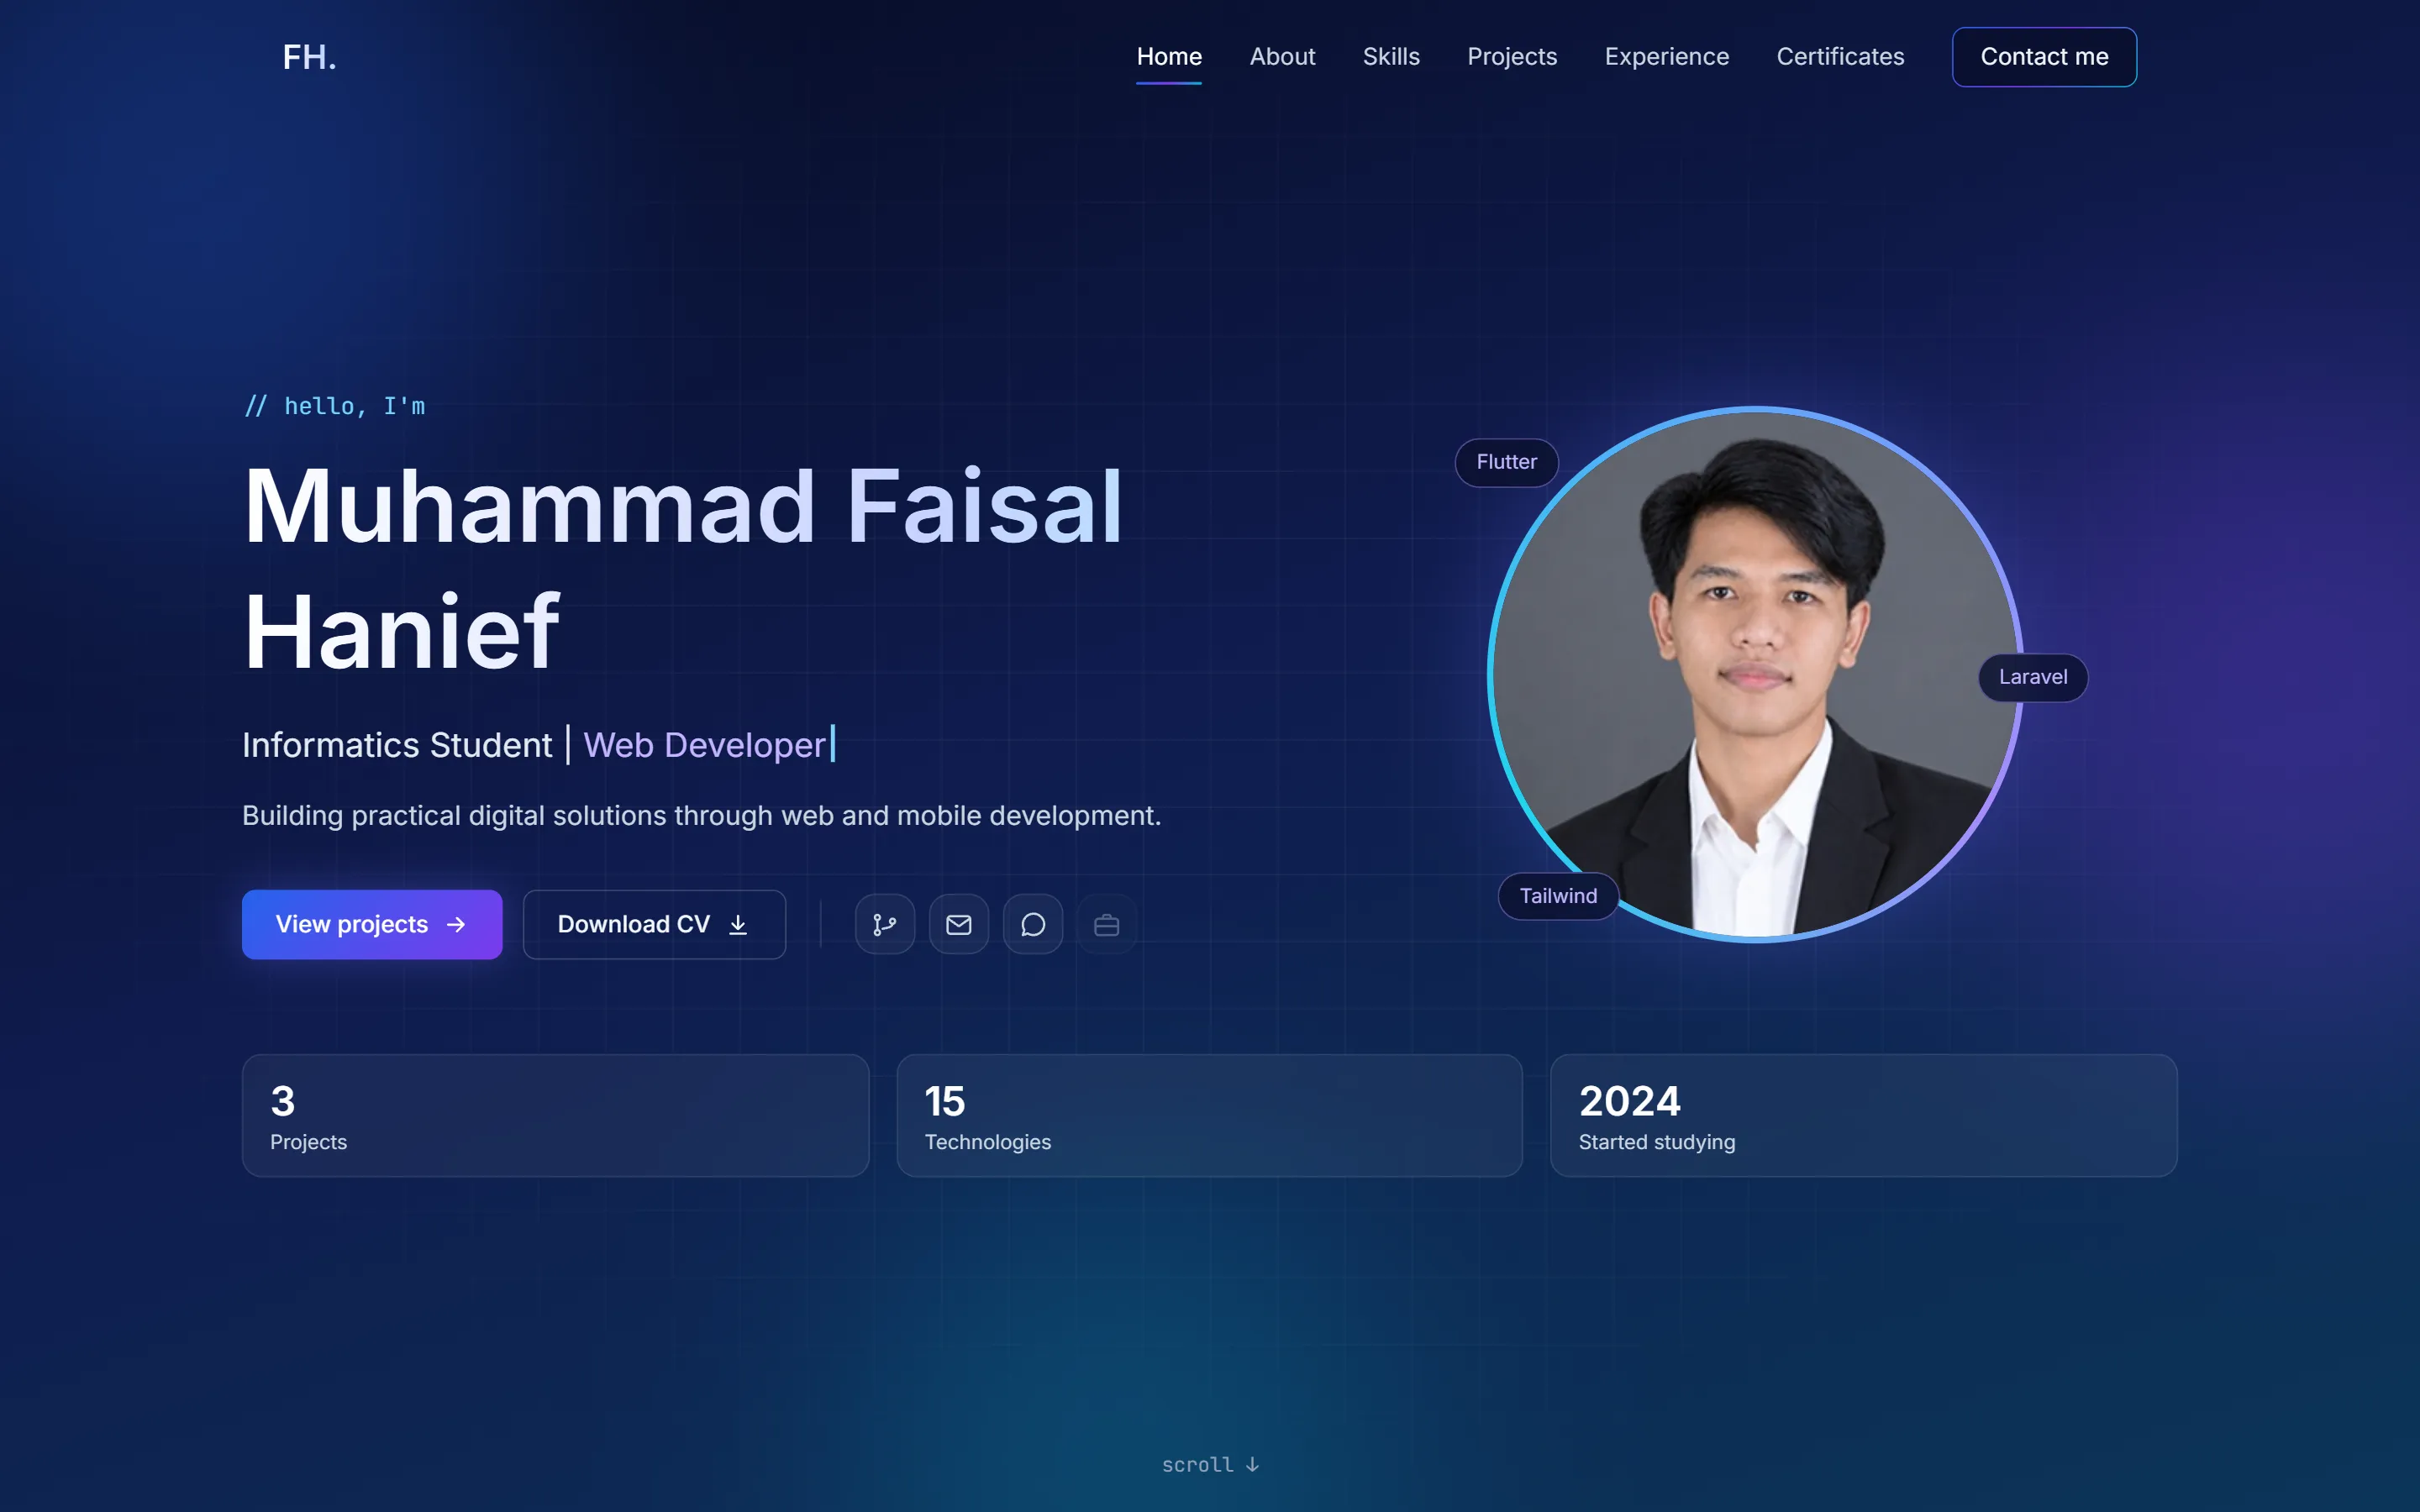 FH.
Home
About
Skills
Projects
Experience
Certificates
Contact me
// hello, I'm
Muhammad Faisal
Hanief
Informatics Student | Web Developer
Building practical digital solutions through web and mobile development.
View projects →
Download CV
Flutter
Laravel
Tailwind
3
Projects
15
Technologies
2024
Started studying
scroll ↓